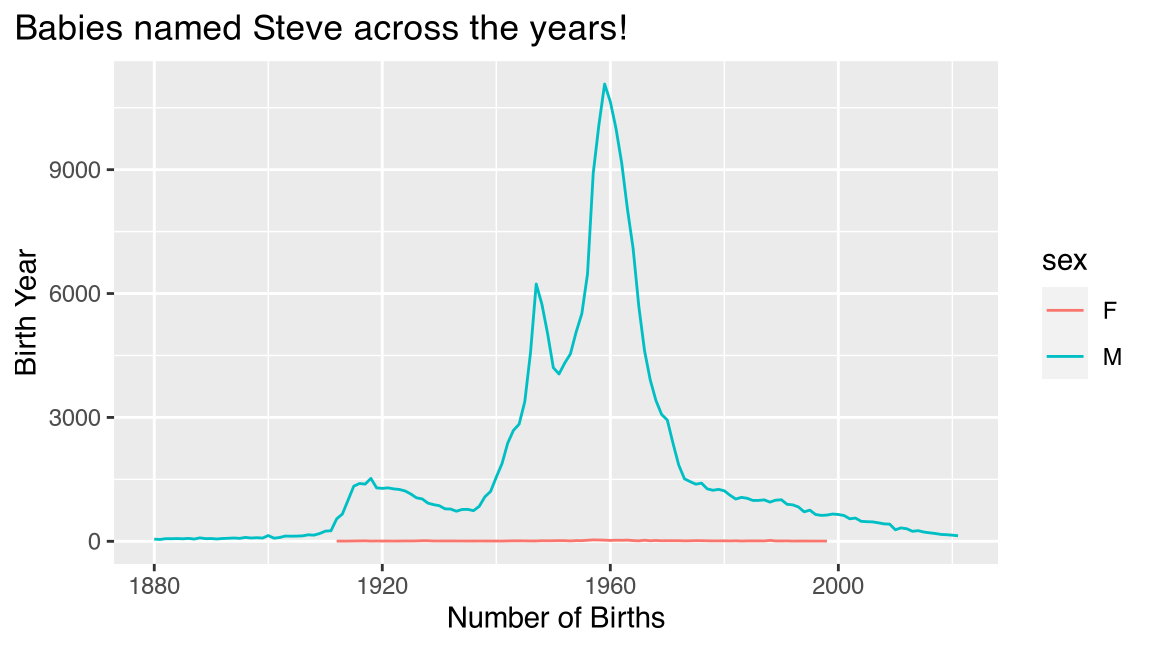 Babies named Steve across the years!
Birth Year
9000
6000
3000
0
1880 1920 1960 2000
Number of Births
sex
F
M